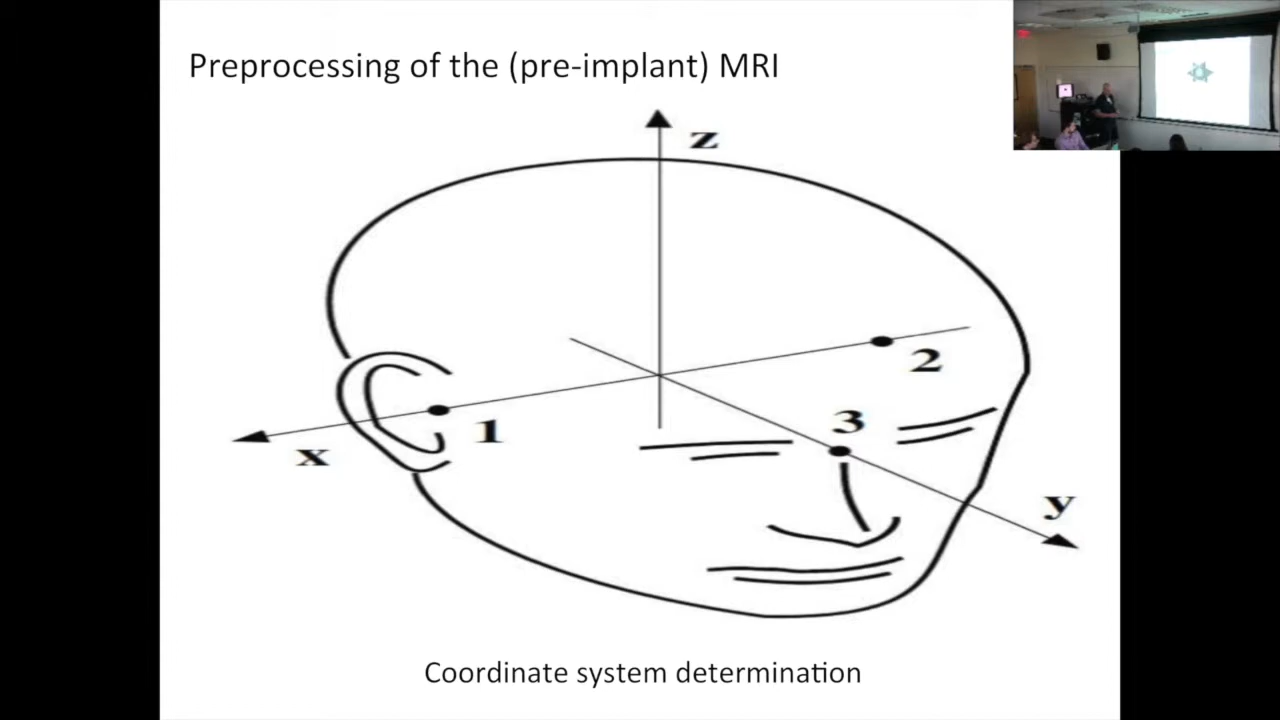 Preprocessing of the (pre-implant) MRI
z
2
3
1
x
y
Coordinate system determination